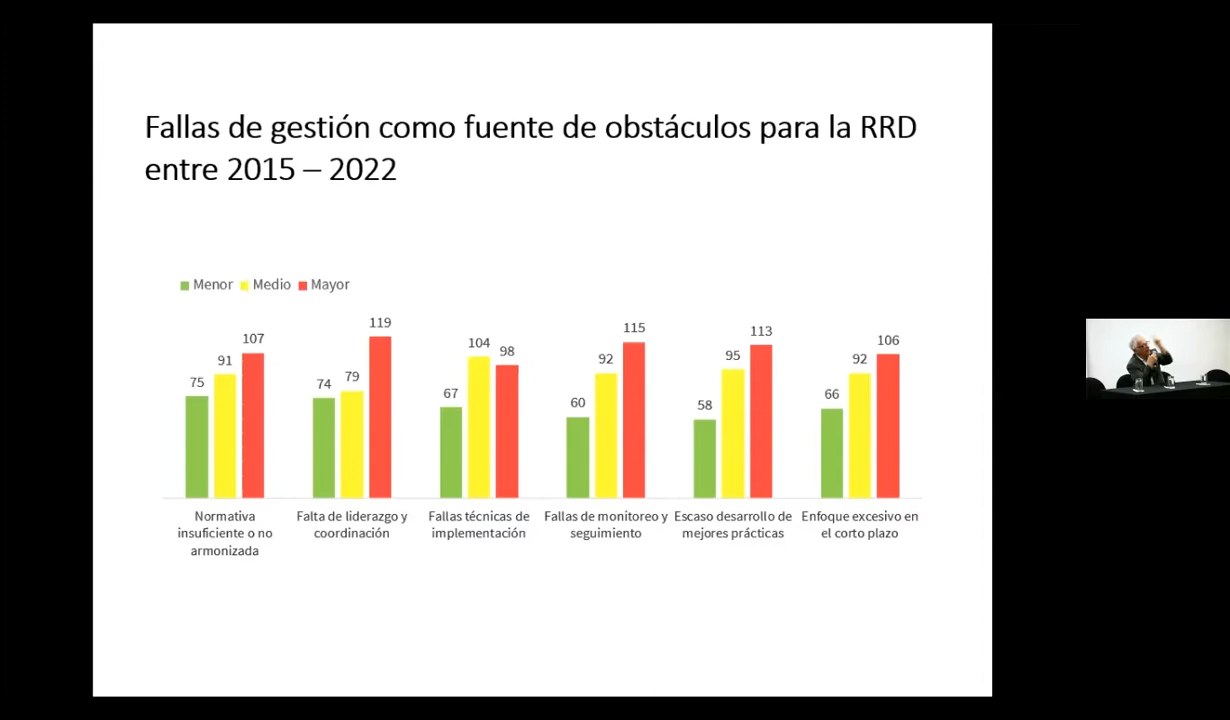 Fallas de gestión como fuente de obstáculos para la RRD
entre 2015 – 2022
Menor Medio Mayor
75 91 107
74 79 119
67 104 98
60 92 115
58 95 113
66 92 106
Normativa
insuficiente o no
armonizada
Falta de liderazgo y
coordinación
Fallas técnicas de
implementación
Fallas de monitoreo y
seguimiento
Escaso desarrollo de
mejores prácticas
Enfoque excesivo en
el corto plazo